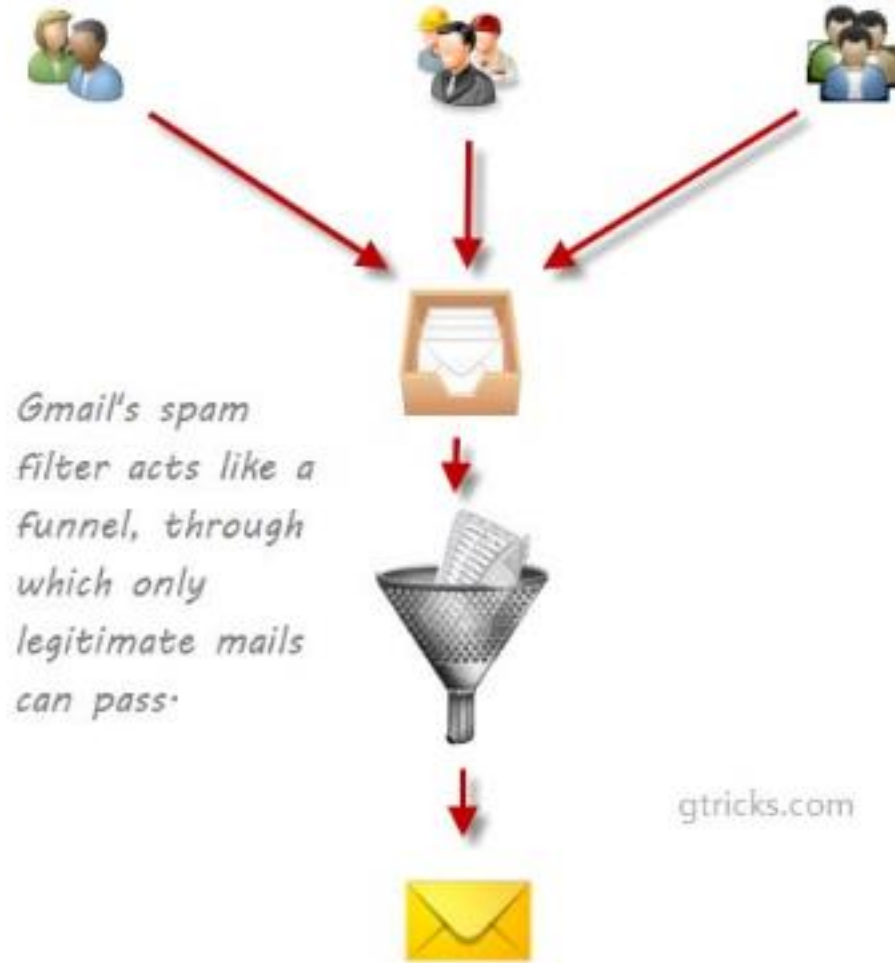 Gmail's spam
filter acts like a
funnel, through
which only
legitimate mails
can pass.
gtricks.com